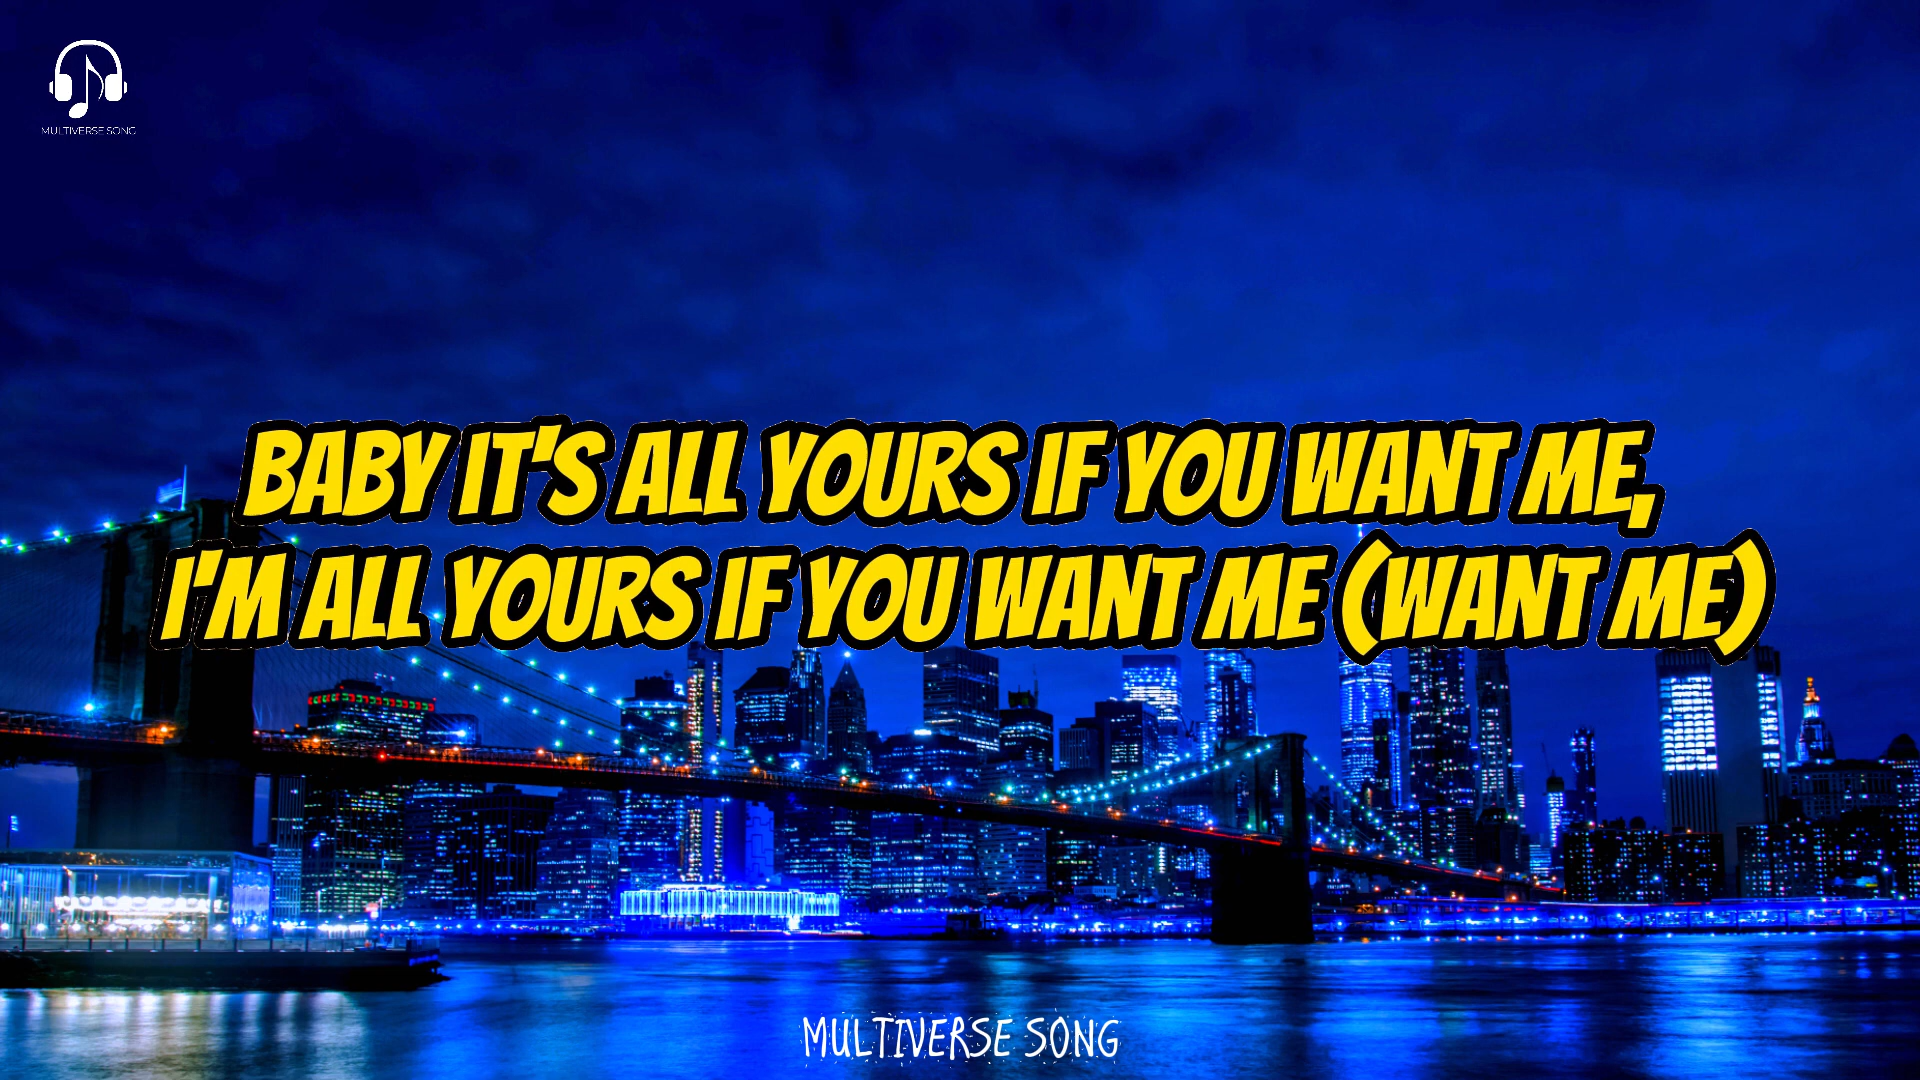 MULTIVERSE SONG
BABY IT'S ALL YOURS IF YOU WANT ME,
I'M ALL YOURS IF YOU WANT ME (WANT ME)
MULTIVERSE SONG